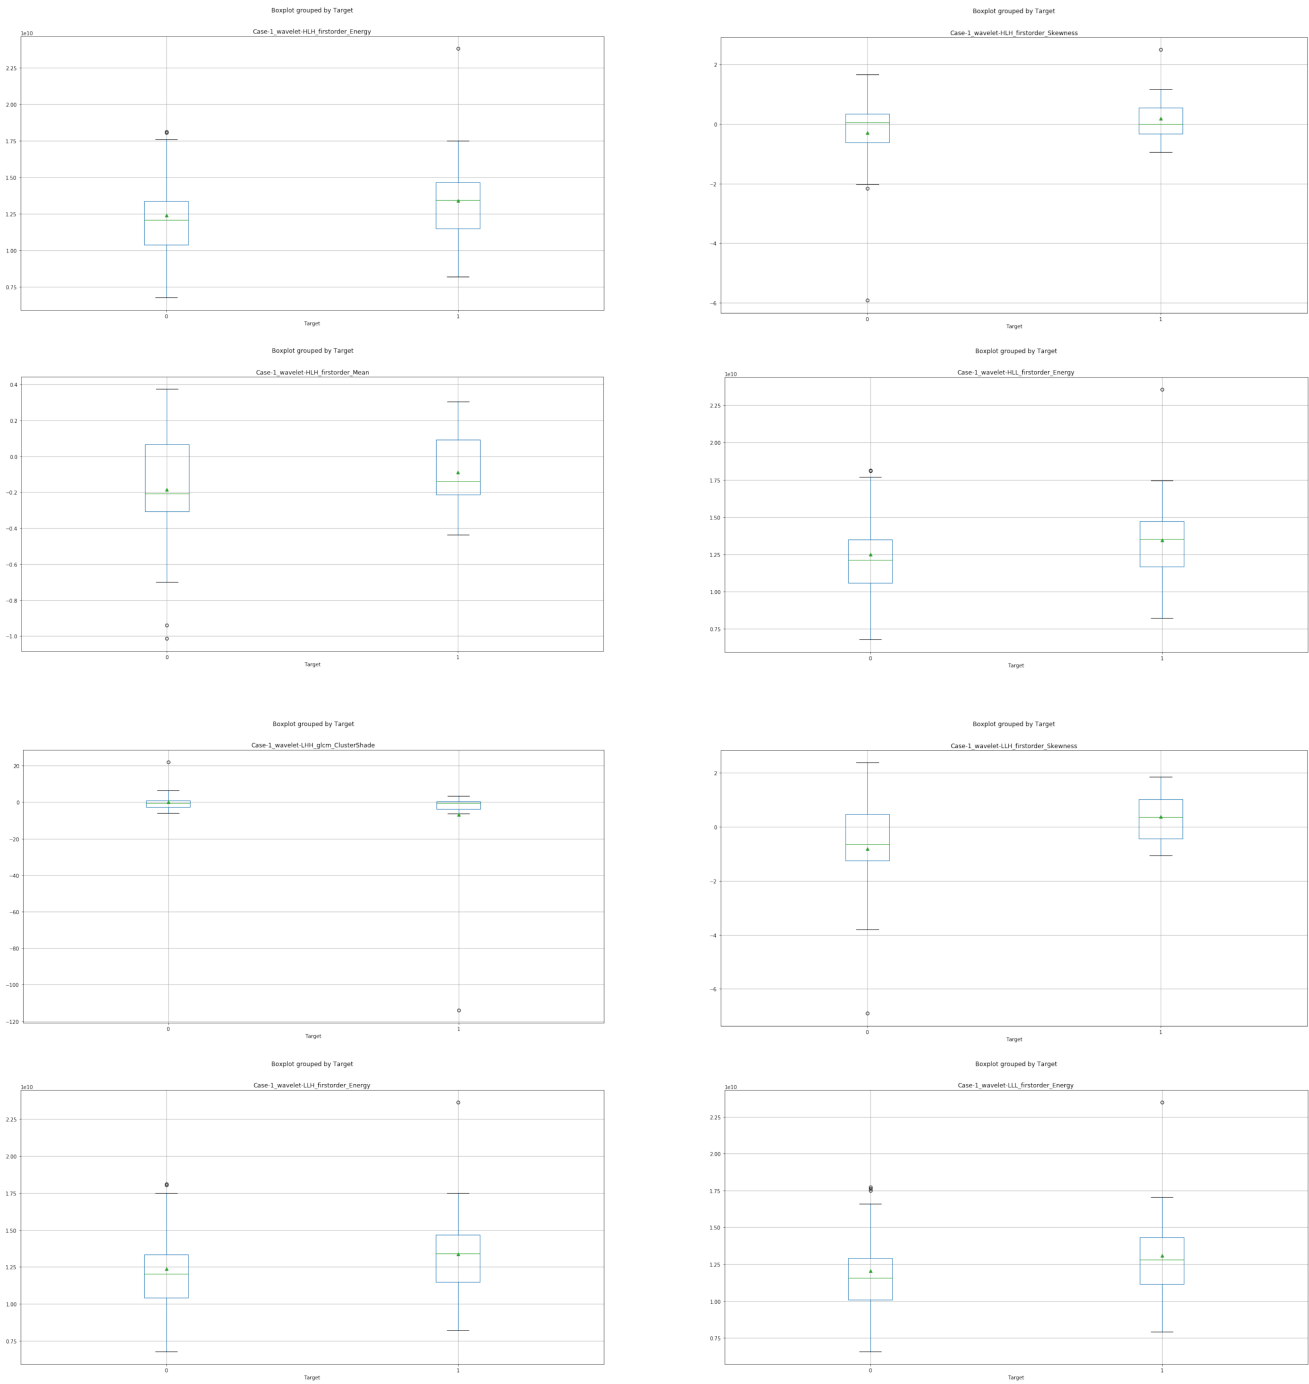 Boxplot grouped by Target
Case-1_wavelet-HLH_firstorder_Energy
1e10
2.25
2.00
1.75
1.50
1.25
1.00
0.75
0
1
Target
Boxplot grouped by Target
Case-1_wavelet-HLH_firstorder_Skewness
2
0
−2
−4
−6
0
1
Target
Boxplot grouped by Target
Case-1_wavelet-HLH_firstorder_Mean
0.4
0.2
0.0
−0.2
−0.4
−0.6
−0.8
−1.0
0
1
Target
Boxplot grouped by Target
Case-1_wavelet-HLL_firstorder_Energy
1e10
2.25
2.00
1.75
1.50
1.25
1.00
0.75
0
1
Target
Boxplot grouped by Target
Case-1_wavelet-LHH_glcm_ClusterShade
20
0
−20
−40
−60
−80
−100
−120
0
1
Target
Boxplot grouped by Target
Case-1_wavelet-LLH_firstorder_Skewness
2
0
−2
−4
−6
0
1
Target
Boxplot grouped by Target
Case-1_wavelet-LLH_firstorder_Energy
1e10
2.25
2.00
1.75
1.50
1.25
1.00
0.75
0
1
Target
Boxplot grouped by Target
Case-1_wavelet-LLL_firstorder_Energy
1e10
2.25
2.00
1.75
1.50
1.25
1.00
0.75
0
1
Target